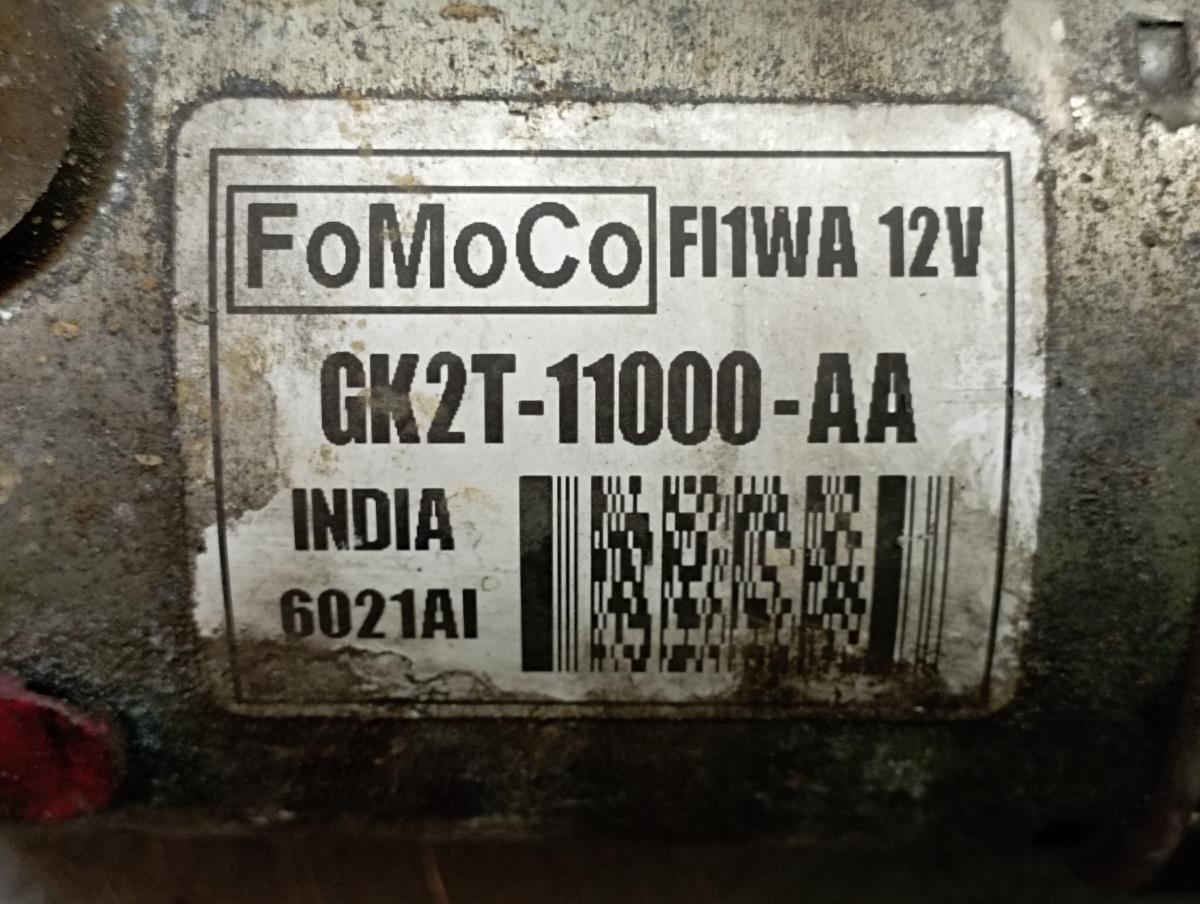 FoMoCo FI1WA 12V
GK2T-11000-AA
INDIA
6021AI